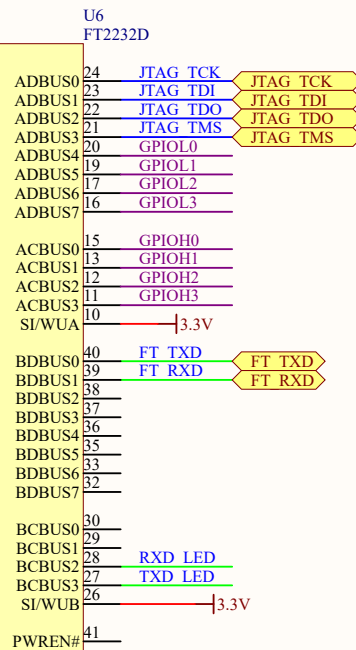 U6
FT2232D
ADBUS0 24 JTAG_TCK JTAG_TCK
ADBUS1 23 JTAG_TDI JTAG_TDI
ADBUS2 22 JTAG_TDO JTAG_TDO
ADBUS3 21 JTAG_TMS JTAG_TMS
ADBUS4 20 GPIOL0
ADBUS5 19 GPIOL1
ADBUS6 17 GPIOL2
ADBUS7 16 GPIOL3
ACBUS0 15 GPIOH0
ACBUS1 13 GPIOH1
ACBUS2 12 GPIOH2
ACBUS3 11 GPIOH3
SI/WUA 10 3.3V
BDBUS0 40 FT_TXD FT_TXD
BDBUS1 39 FT_RXD FT_RXD
BDBUS2 38
BDBUS3 37
BDBUS4 36
BDBUS5 35
BDBUS6 33
BDBUS7 32
BCBUS0 30
BCBUS1 29
BCBUS2 28 RXD_LED
BCBUS3 27 TXD_LED
SI/WUB 26 3.3V
PWREN# 41